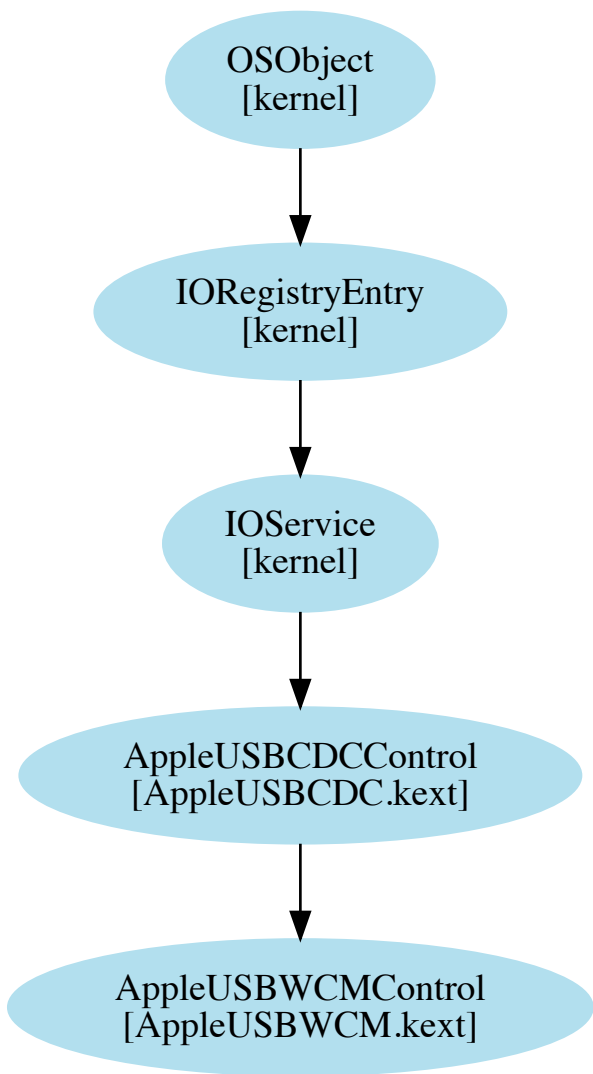 OSObject
[kernel]
IORegistryEntry
[kernel]
IOService
[kernel]
AppleUSBCDCControl
[AppleUSBCDC.kext]
AppleUSBWCMControl
[AppleUSBWCM.kext]